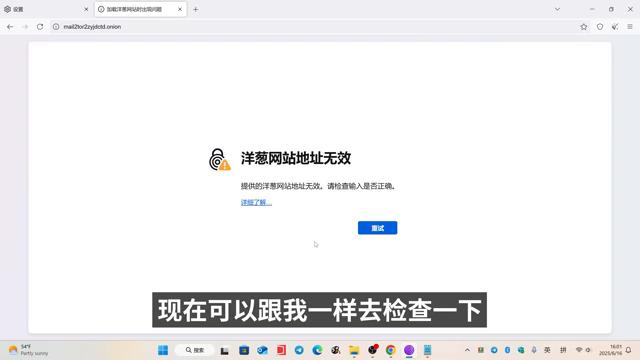 设置
加载洋葱网站时出现问题
mail2tor2zyjdctd.onion
洋葱网站地址无效
提供的洋葱网站地址无效。请检查输入是否正确。
详细了解...
重试
现在可以跟我一样去检查一下
54°F
Partly sunny
搜索
英
拼
16:01
2025/6/16